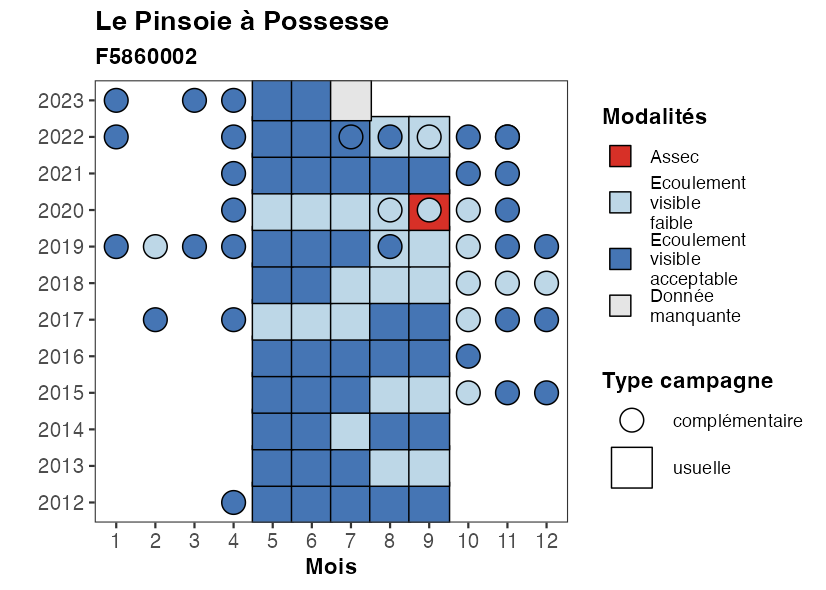 Le Pinsoie à Possesse
F5860002
2023
2022
2021
2020
2019
2018
2017
2016
2015
2014
2013
2012
1 2 3 4 5 6 7 8 9 10 11 12
Mois
Modalités
Assec
Ecoulement
visible
faible
Ecoulement
visible
acceptable
Donnée
manquante
Type campagne
complémentaire
usuelle